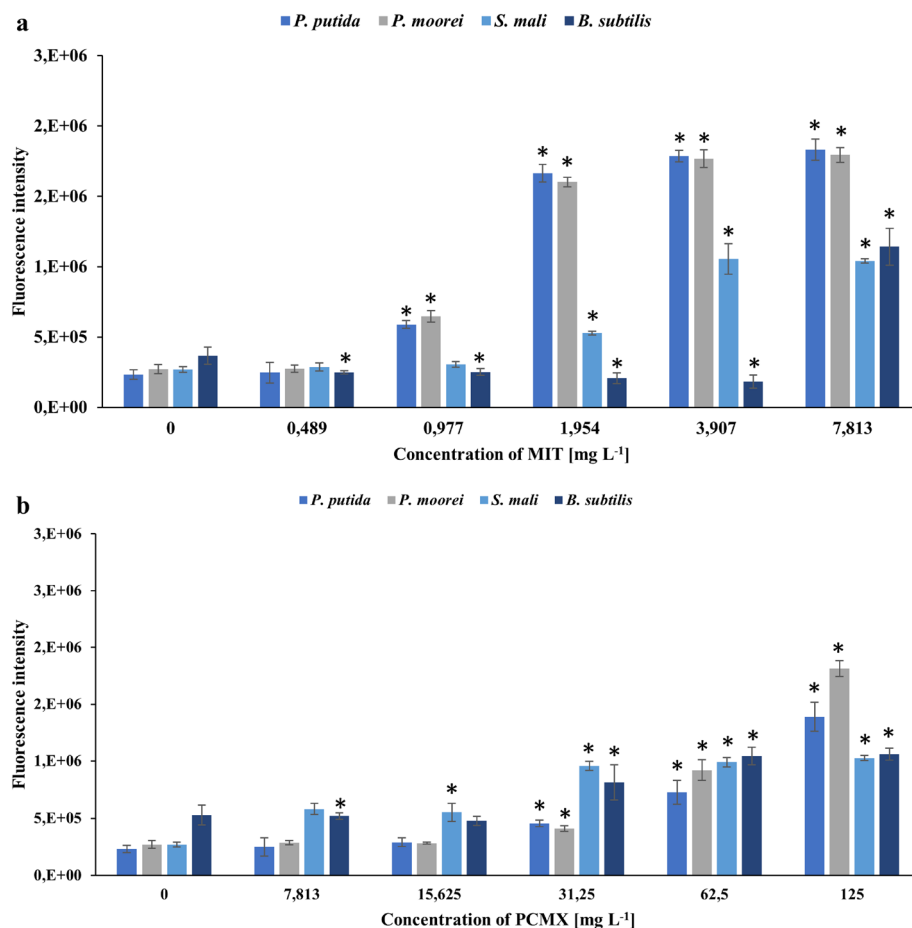 a
P. putida P. moorei S. mali B. subtilis
3,E+06
2,E+06
2,E+06
1,E+06
5,E+05
0,E+00
Fluorescence intensity
* * * * * * * * * * * * * * * *
0 0,489 0,977 1,954 3,907 7,813
Concentration of MIT [mg L-1]
b
P. putida P. moorei S. mali B. subtilis
3,E+06
3,E+06
2,E+06
2,E+06
1,E+06
5,E+05
0,E+00
Fluorescence intensity
* * * * * * * * * * * * * *
0 7,813 15,625 31,25 62,5 125
Concentration of PCMX [mg L-1]